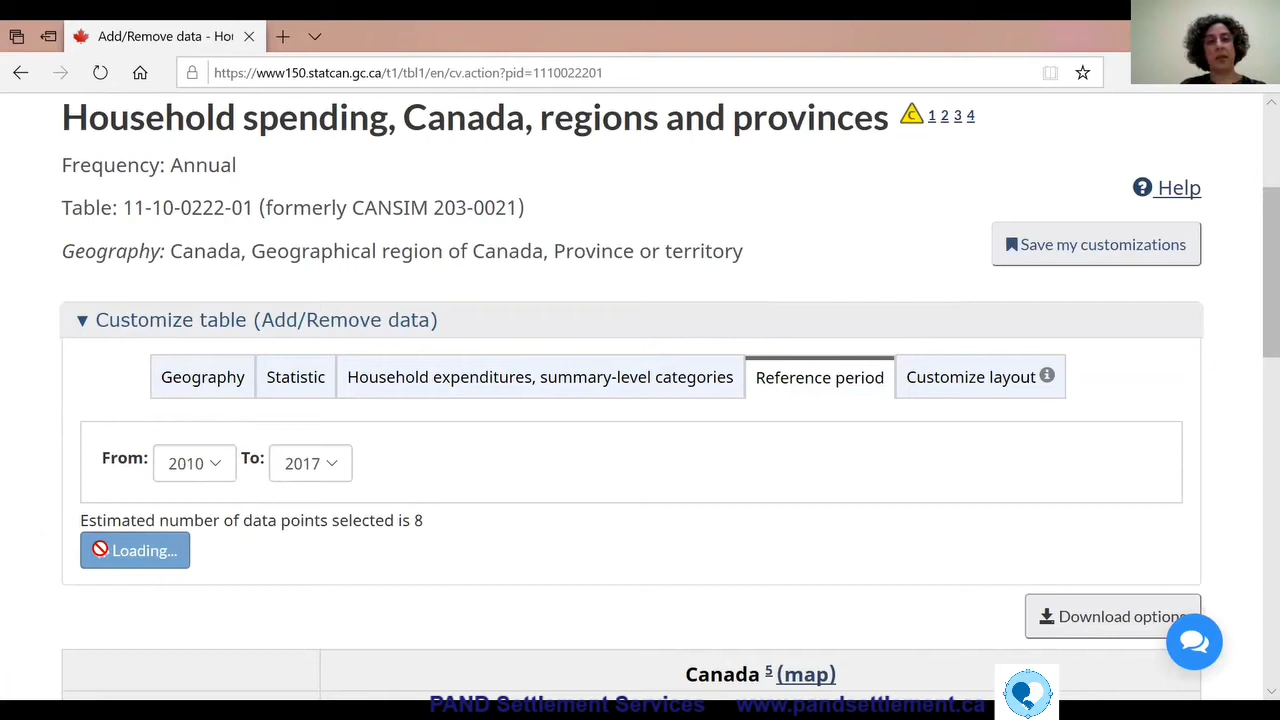 Add/Remove data - Hou
https://www150.statcan.gc.ca/t1/tbl1/en/cv.action?pid=1110022201
Household spending, Canada, regions and provinces C 1 2 3 4
Frequency: Annual
Help
Table: 11-10-0222-01 (formerly CANSIM 203-0021)
Save my customizations
Geography: Canada, Geographical region of Canada, Province or territory
▼ Customize table (Add/Remove data)
Geography Statistic Household expenditures, summary-level categories Reference period Customize layout
From: 2010 To: 2017
Estimated number of data points selected is 8
Loading...
Download options
Canada 5 (map)
PAND Settlement Services www.pandsettlement.ca